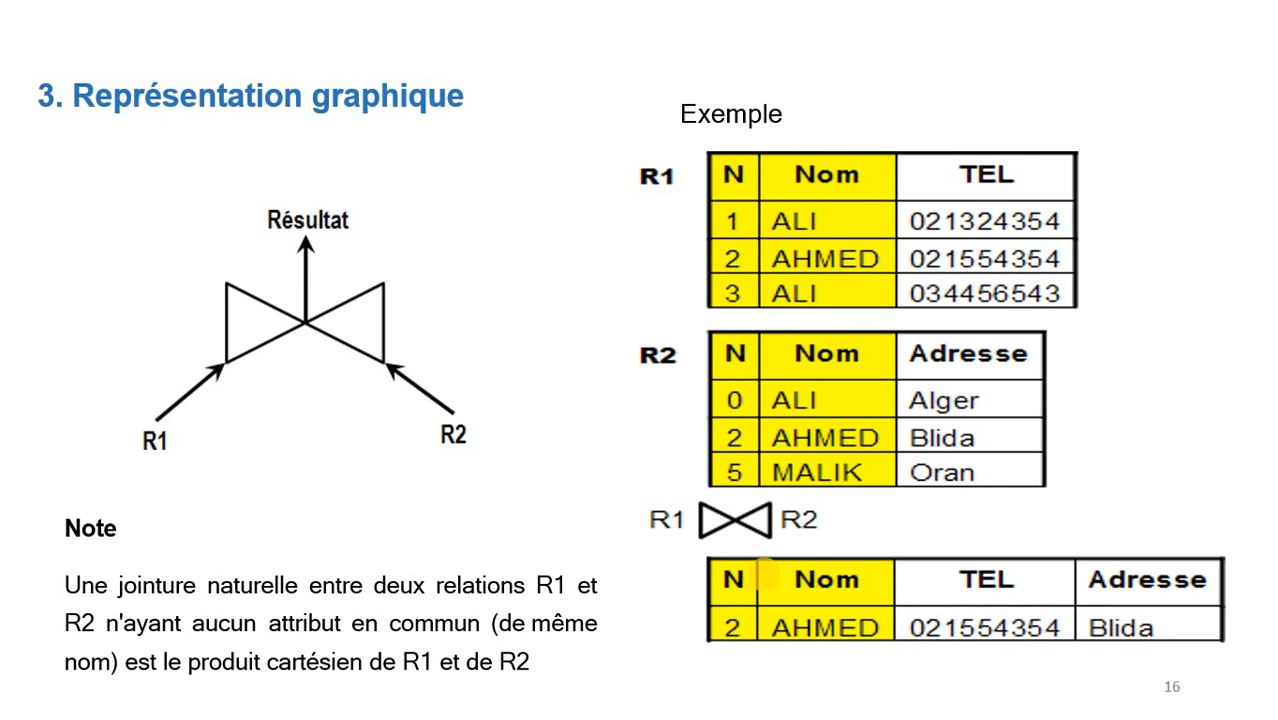 3. Représentation graphique
Résultat
R1
R2
Note
Une jointure naturelle entre deux relations R1 et
R2 n'ayant aucun attribut en commun (de même
nom) est le produit cartésien de R1 et de R2
Exemple
R1
N Nom TEL
1 ALI 021324354
2 AHMED 021554354
3 ALI 034456543
R2
N Nom Adresse
0 ALI Alger
2 AHMED Blida
5 MALIK Oran
R1 R2
N Nom TEL Adresse
2 AHMED 021554354 Blida
16